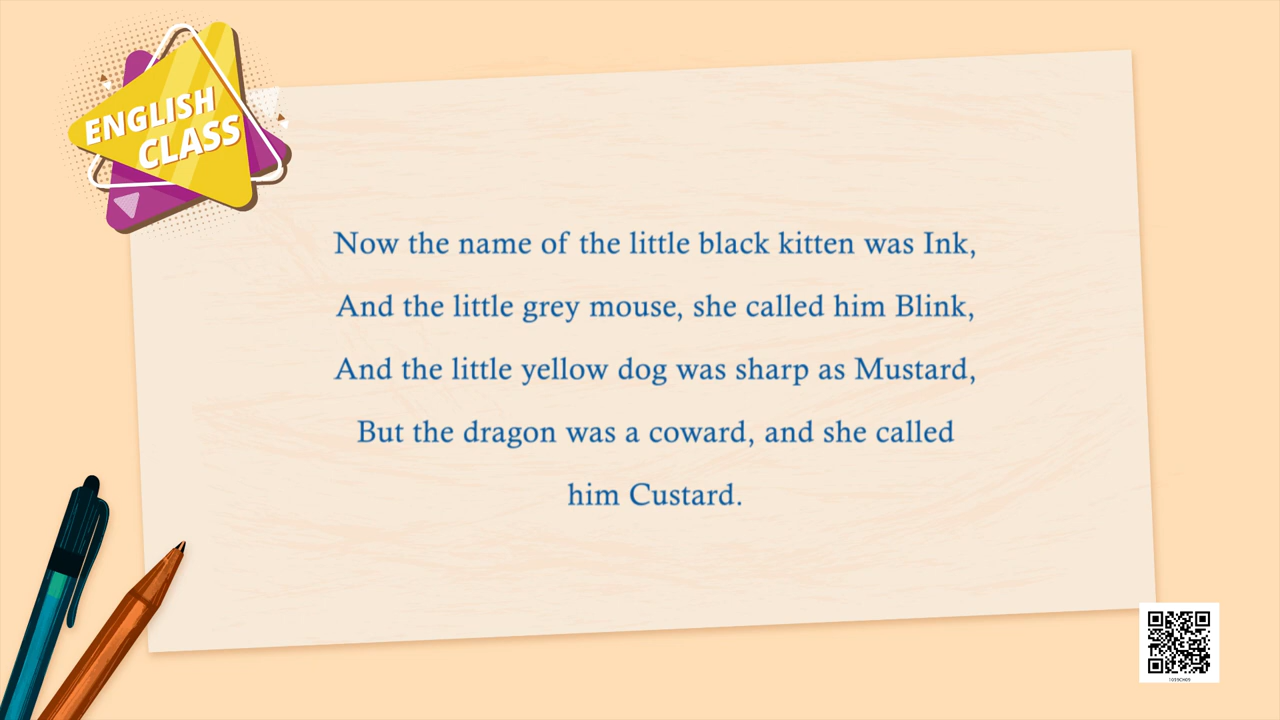 ENGLISH
CLASS
Now the name of the little black kitten was Ink,
And the little grey mouse, she called him Blink,
And the little yellow dog was sharp as Mustard,
But the dragon was a coward, and she called
him Custard.
1059CH09